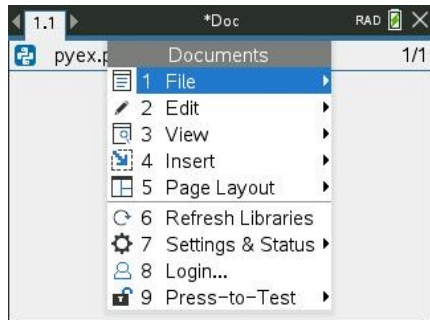 1.1 *Doc RAD
pyex.p 1/1
Documents
1 File
2 Edit
3 View
4 Insert
5 Page Layout
6 Refresh Libraries
7 Settings & Status
8 Login...
9 Press-to-Test